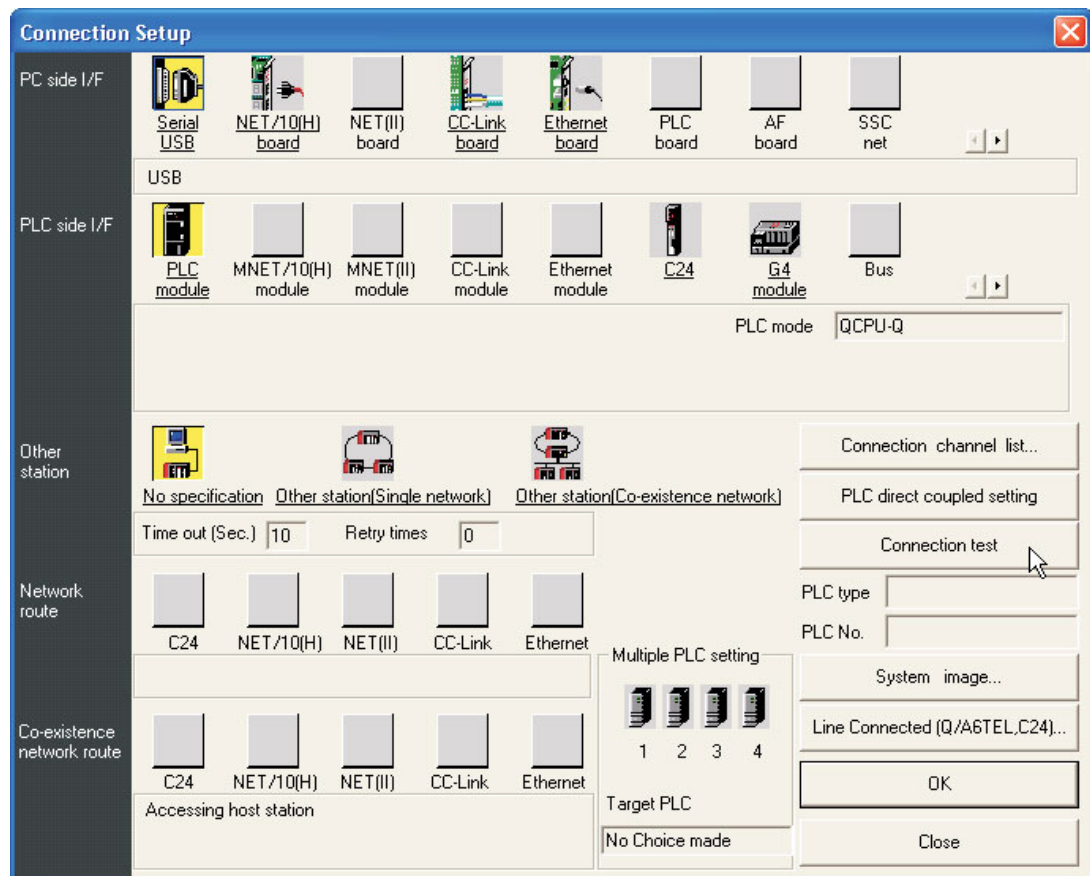 Connection Setup
PC side I/F
Serial USB
NET/10(H) board
NET(II) board
CC-Link board
Ethernet board
PLC board
AF board
SSC net
USB
PLC side I/F
PLC module
MNET/10(H) module
MNET(II) module
CC-Link module
Ethernet module
C24
G4 module
Bus
PLC mode QCPU-Q
Other station
No specification
Other station(Single network)
Other station(Co-existence network)
Time out (Sec.) 10 Retry times 0
Connection channel list...
PLC direct coupled setting
Connection test
PLC type
PLC No.
System image...
Line Connected (Q/A6TEL,C24)...
OK
Close
Network route
C24 NET/10(H) NET(II) CC-Link Ethernet
Multiple PLC setting
1 2 3 4
Target PLC
No Choice made
Co-existence network route
C24 NET/10(H) NET(II) CC-Link Ethernet
Accessing host station